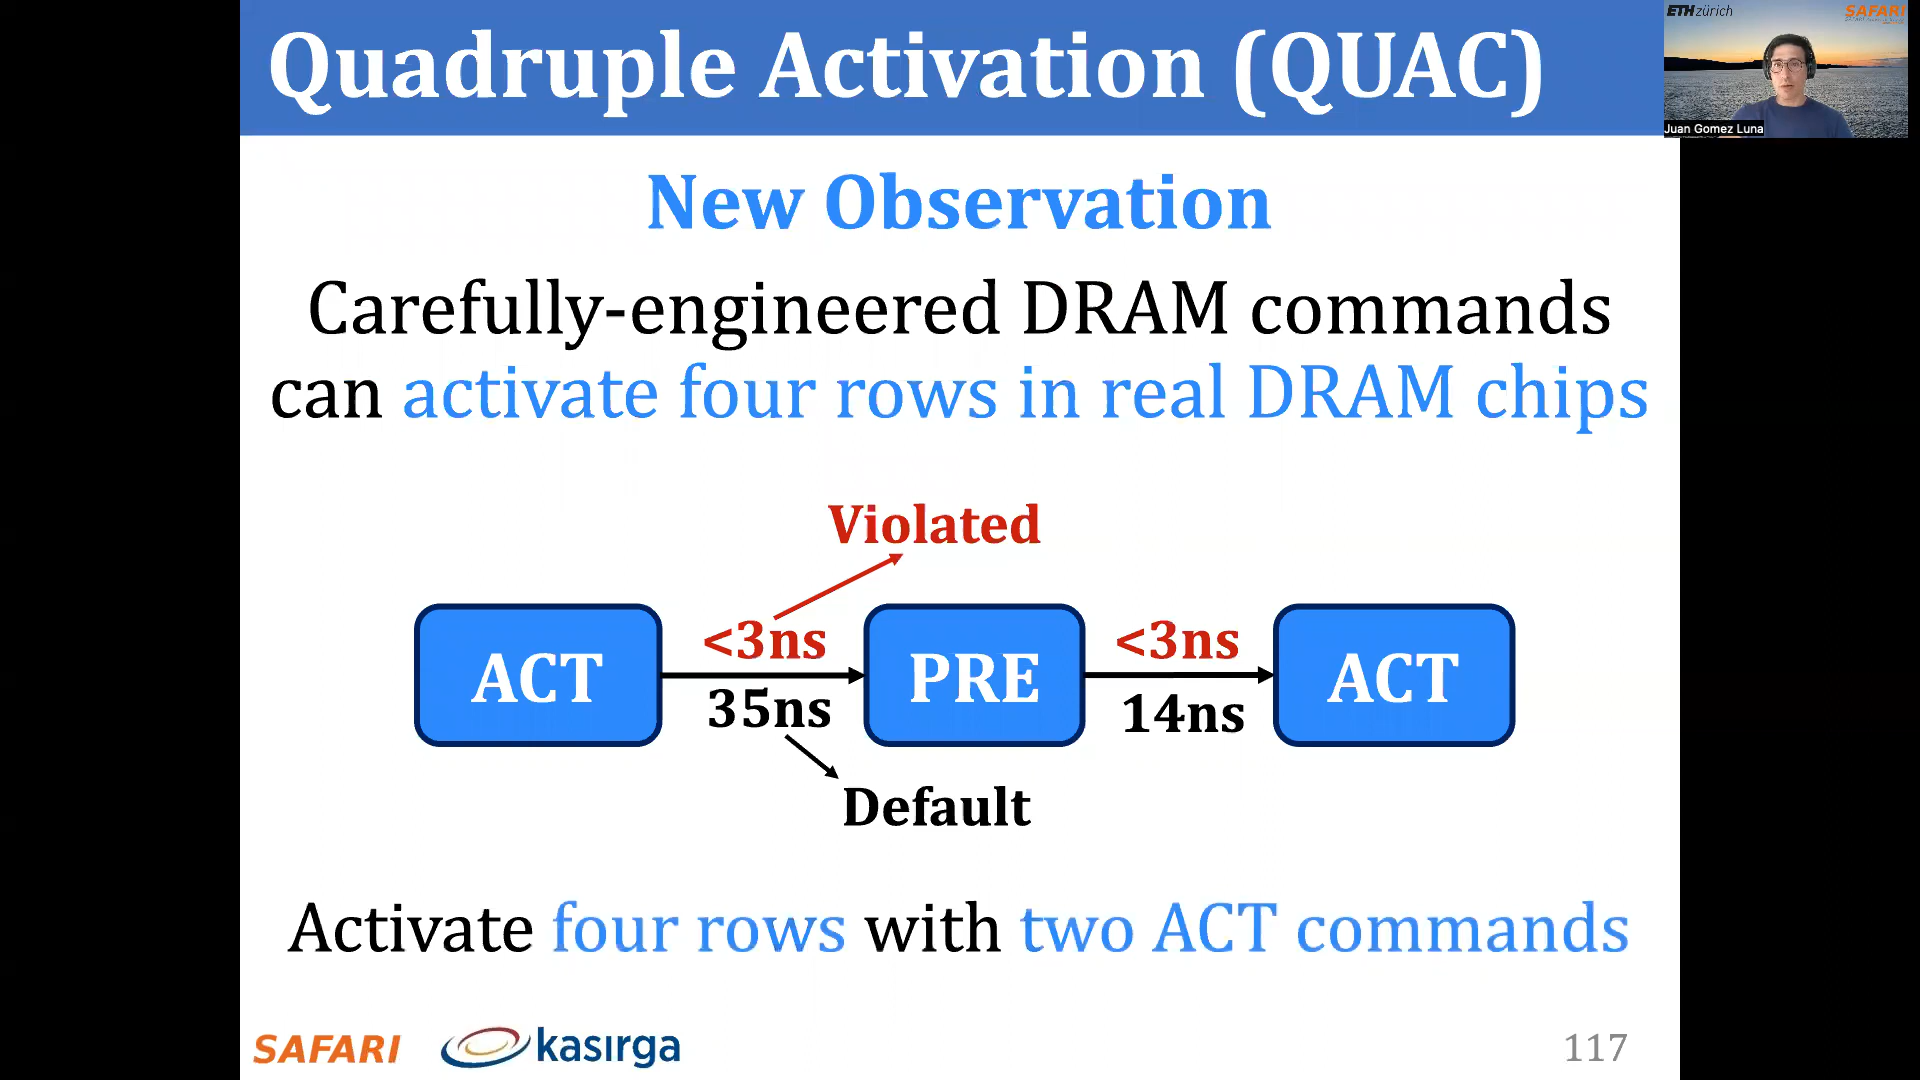 Quadruple Activation (QUAC)
ETH zürich
SAFARI
Juan Gomez Luna
New Observation
Carefully-engineered DRAM commands
can activate four rows in real DRAM chips
Violated
ACT
<3ns
35ns
PRE
<3ns
14ns
ACT
Default
Activate four rows with two ACT commands
SAFARI
kasırga
117